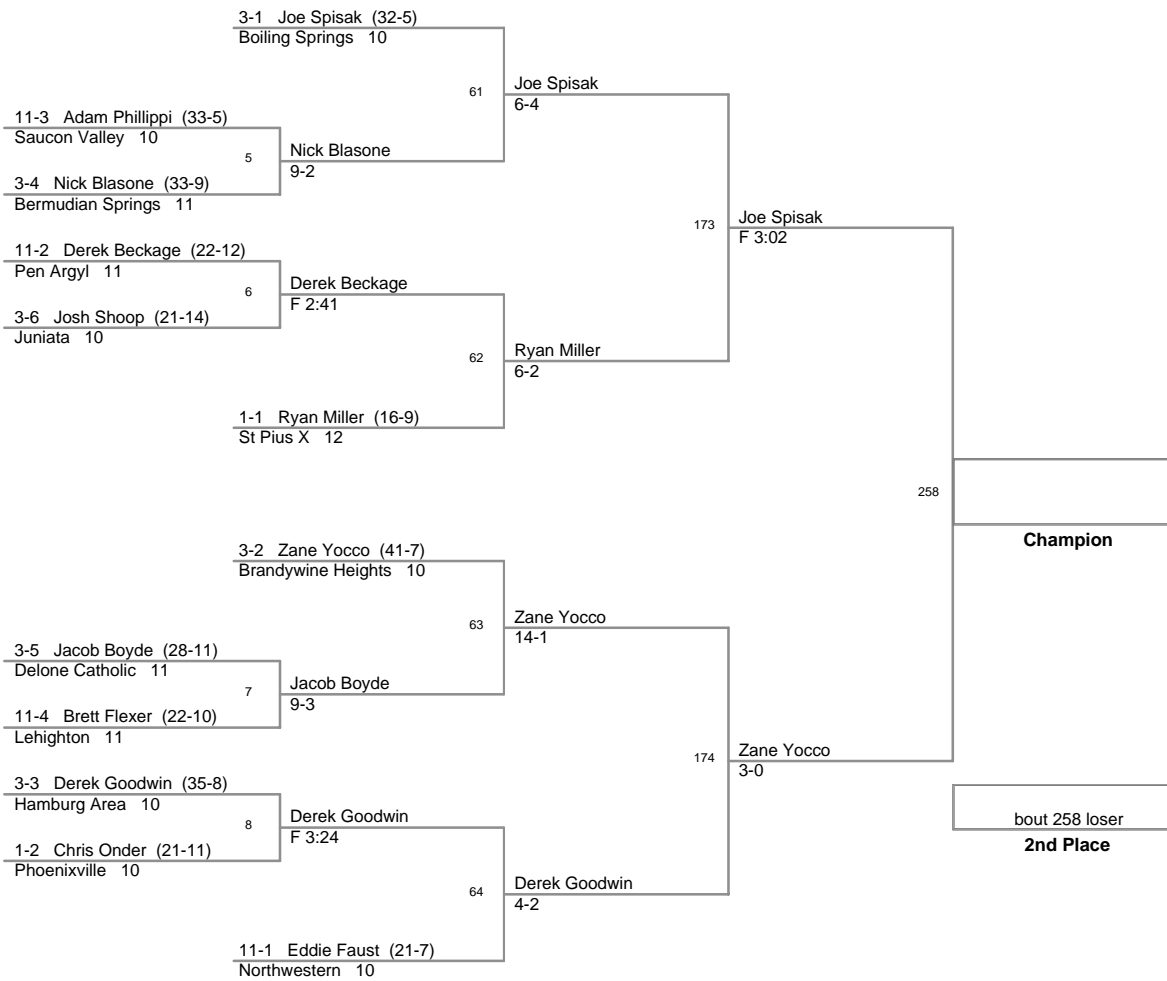 3-1 Joe Spisak (32-5)
Boiling Springs 10
61
Joe Spisak
6-4
11-3 Adam Phillippi (33-5)
Saucon Valley 10
5
Nick Blasone
9-2
3-4 Nick Blasone (33-9)
Bermudian Springs 11
173
Joe Spisak
F 3:02
11-2 Derek Beckage (22-12)
Pen Argyl 11
6
Derek Beckage
F 2:41
3-6 Josh Shoop (21-14)
Juniata 10
62
Ryan Miller
6-2
1-1 Ryan Miller (16-9)
St Pius X 12
258
Champion
3-2 Zane Yocco (41-7)
Brandywine Heights 10
63
Zane Yocco
14-1
3-5 Jacob Boyde (28-11)
Delone Catholic 11
7
Jacob Boyde
9-3
11-4 Brett Flexer (22-10)
Lehighton 11
174
Zane Yocco
3-0
3-3 Derek Goodwin (35-8)
Hamburg Area 10
8
Derek Goodwin
F 3:24
1-2 Chris Onder (21-11)
Phoenixville 10
bout 258 loser
2nd Place
64
Derek Goodwin
4-2
11-1 Eddie Faust (21-7)
Northwestern 10